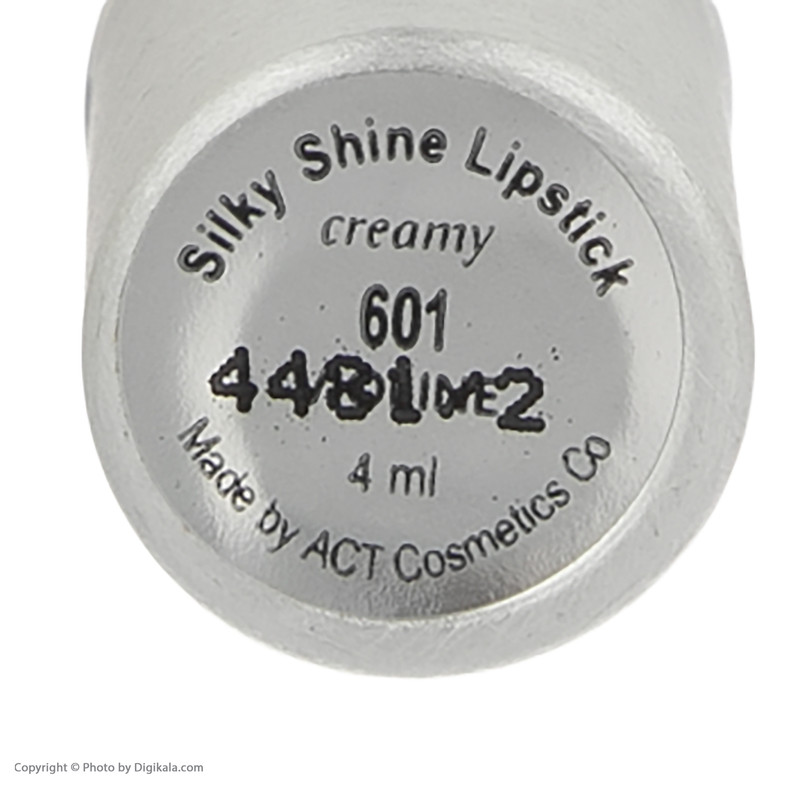 Silky Shine Lipstick
creamy
601
4 ml
Made by ACT Cosmetics Co
Copyright © Photo by Digikala.com